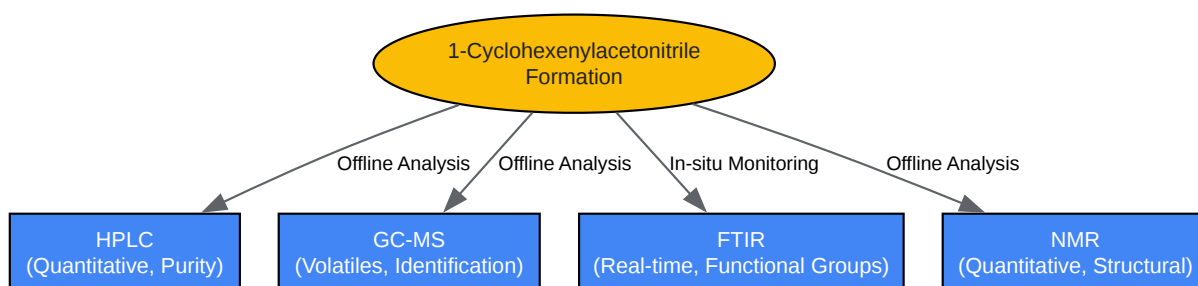 1-Cyclohexenylacetonitrile
Formation
Offline Analysis
Offline Analysis
In-situ Monitoring
Offline Analysis
HPLC
(Quantitative, Purity)
GC-MS
(Volatiles, Identification)
FTIR
(Real-time, Functional Groups)
NMR
(Quantitative, Structural)